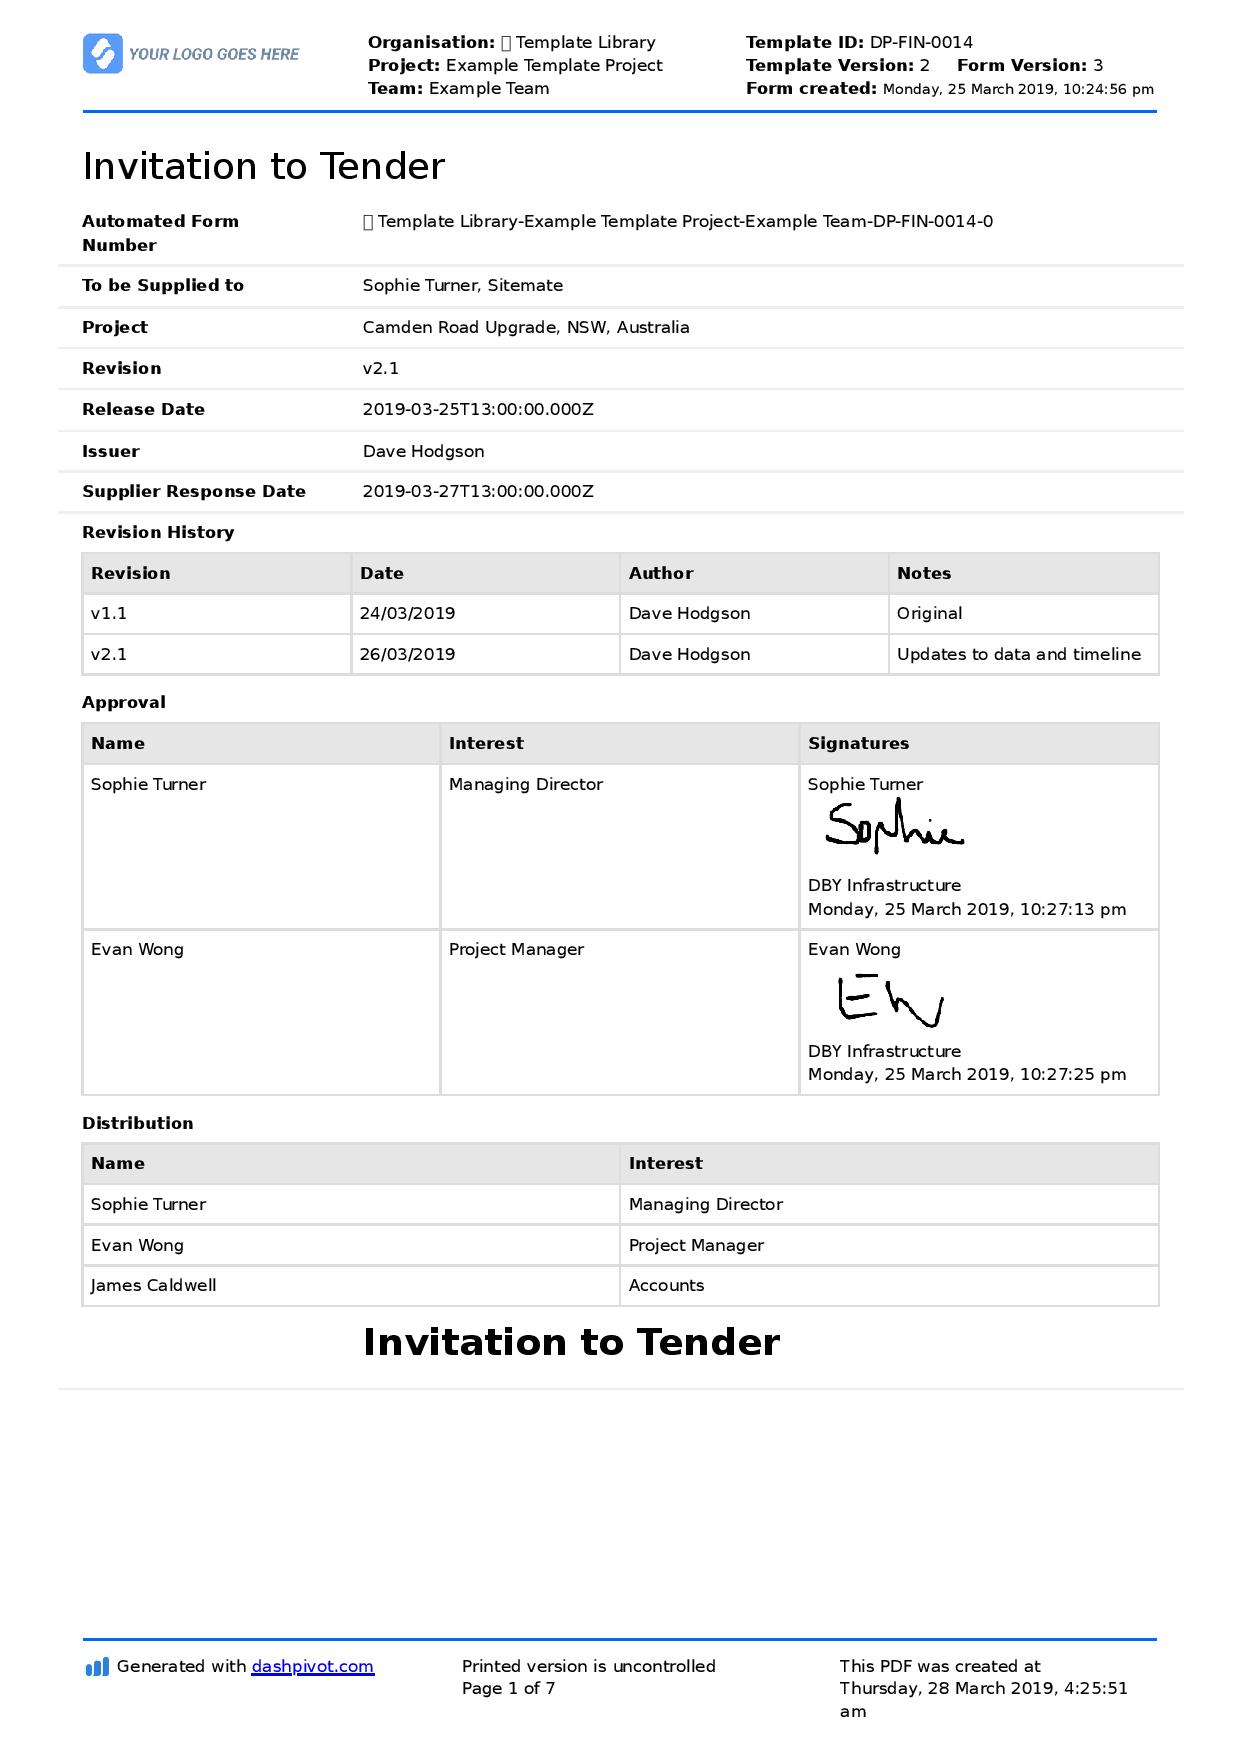 YOUR LOGO GOES HERE
Organisation: Template Library
Project: Example Template Project
Team: Example Team
Template ID: DP-FIN-0014
Template Version: 2 Form Version: 3
Form created: Monday, 25 March 2019, 10:24:56 pm
Invitation to Tender
Automated Form
Number
Template Library-Example Template Project-Example Team-DP-FIN-0014-0
To be Supplied to Sophie Turner, Sitemate
Project Camden Road Upgrade, NSW, Australia
Revision v2.1
Release Date 2019-03-25T13:00:00.000Z
Issuer Dave Hodgson
Supplier Response Date 2019-03-27T13:00:00.000Z
Revision History
Revision Date Author Notes
v1.1 24/03/2019 Dave Hodgson Original
v2.1 26/03/2019 Dave Hodgson Updates to data and timeline
Approval
Name Interest Signatures
Sophie Turner Managing Director Sophie Turner
Sophie
DBY Infrastructure
Monday, 25 March 2019, 10:27:13 pm
Evan Wong Project Manager Evan Wong
EW
DBY Infrastructure
Monday, 25 March 2019, 10:27:25 pm
Distribution
Name Interest
Sophie Turner Managing Director
Evan Wong Project Manager
James Caldwell Accounts
Invitation to Tender
Generated with dashpivot.com
Printed version is uncontrolled
Page 1 of 7
This PDF was created at
Thursday, 28 March 2019, 4:25:51
am